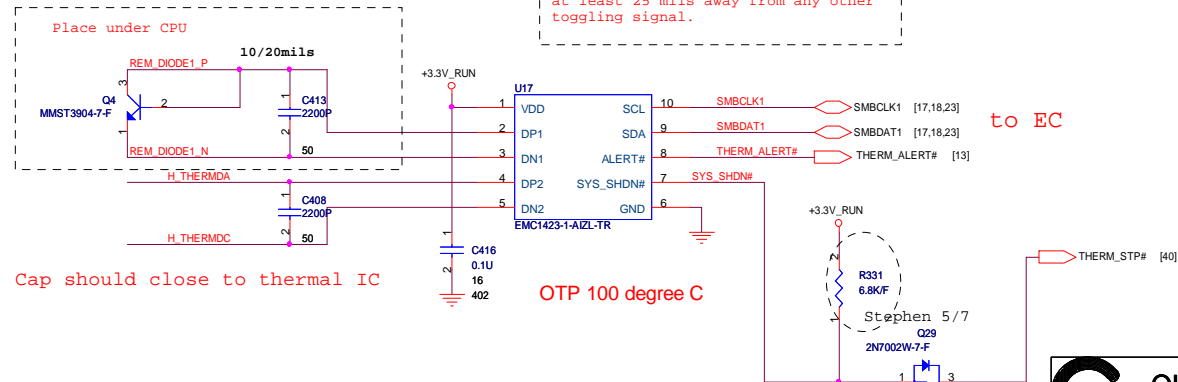 at least 25 mils away from any other
toggling signal.
Place under CPU
10/20mils
REM_DIODE1_P
+3.3V_RUN
U17
3
Q4
2
MMST3904-7-F
1
1
C413
2200P
2
50
REM_DIODE1_N
1
VDD
SCL
10
SMBCLK1
SMBCLK1 [17,18,23]
2
DP1
SDA
9
SMBDAT1
SMBDAT1 [17,18,23]
to EC
3
DN1
ALERT#
8
THERM_ALERT#
THERM_ALERT# [13]
H_THERMDA
4
DP2
SYS_SHDN#
7
SYS_SHDN#
5
DN2
GND
6
EMC1423-1-AIZL-TR
1
C408
2200P
2
50
H_THERMDC
+3.3V_RUN
1
C416
0.1U
2
16
402
Cap should close to thermal IC
OTP 100 degree C
2
R331
6.8K/F
1
Stephen 5/7
THERM_STP# [40]
Q29
2N7002W-7-F
1
3